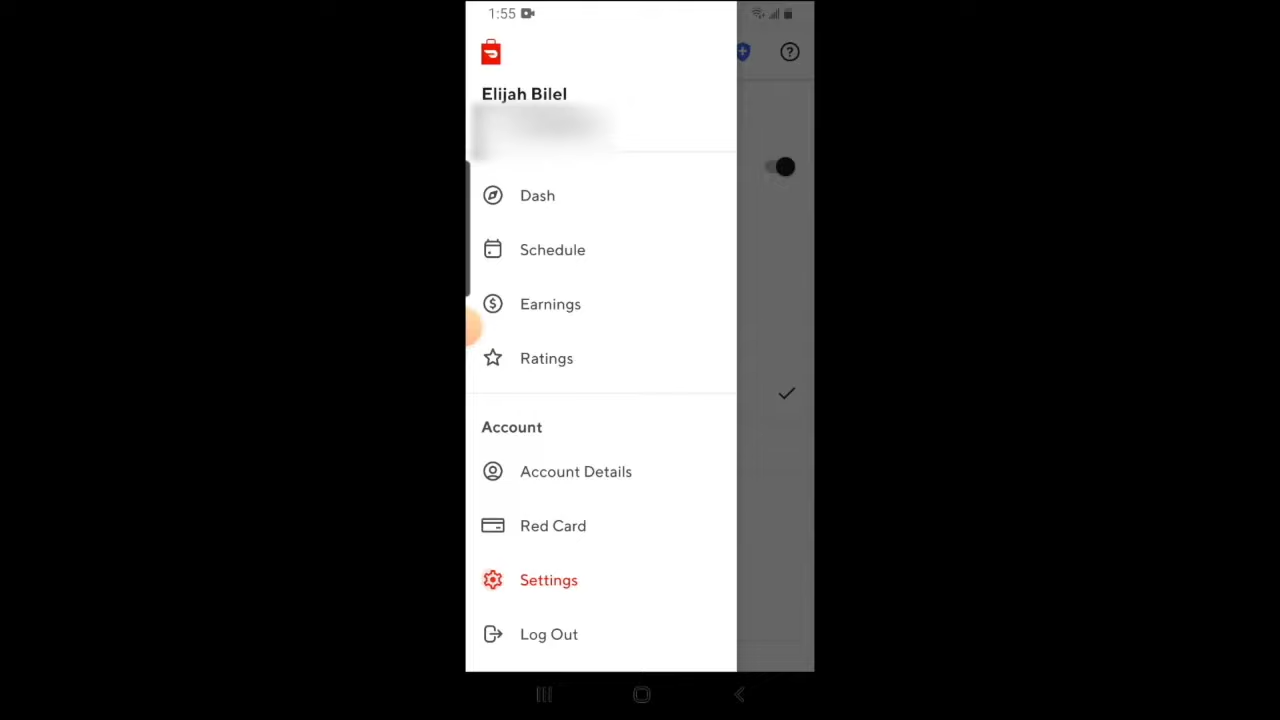 1:55
Elijah Bilel
Dash
Schedule
Earnings
Ratings
Account
Account Details
Red Card
Settings
Log Out